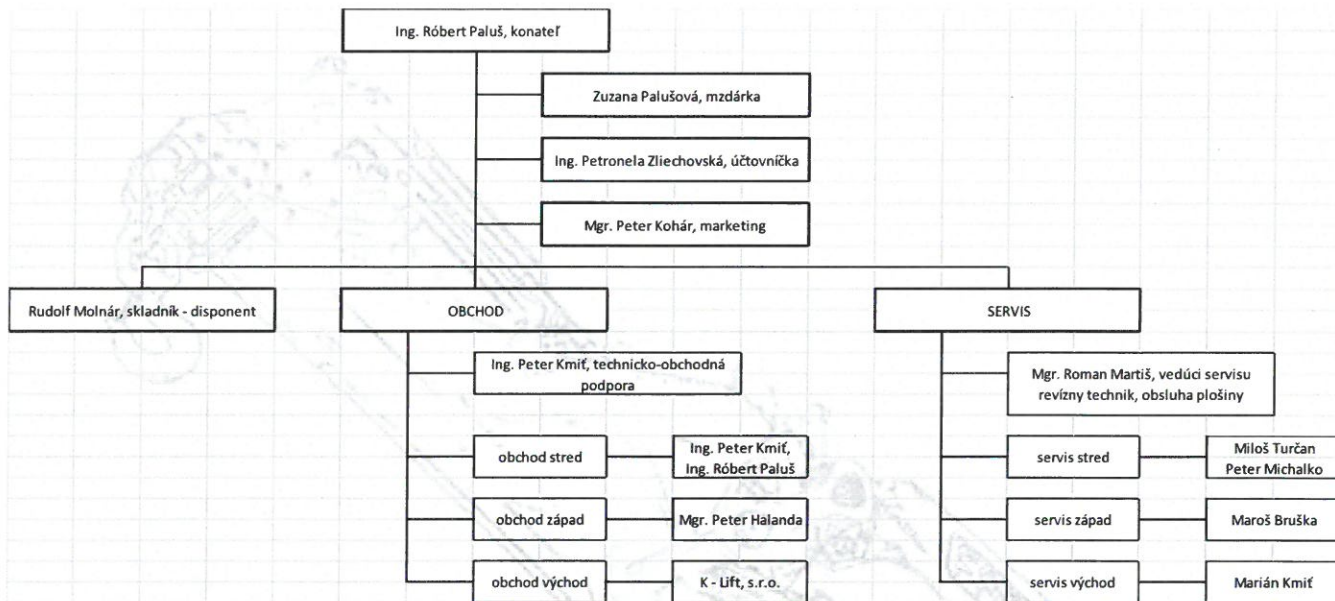 Ing. Róbert Paluš, konateľ
Zuzana Palušová, mzdárka
Ing. Petronela Zliechovská, účtovníčka
Mgr. Peter Kohár, marketing
Rudolf Molnár, skladník - disponent
OBCHOD
SERVIS
Ing. Peter Kmiť, technicko-obchodná
podpora
Mgr. Roman Martiš, vedúci servisu
revízny technik, obsluha plošiny
obchod stred
Ing. Peter Kmiť,
Ing. Róbert Paluš
servis stred
Miloš Turčan
Peter Michalko
obchod západ
Mgr. Peter Halanda
servis západ
Maroš Bruška
obchod východ
K - Lift, s.r.o.
servis východ
Marián Kmiť